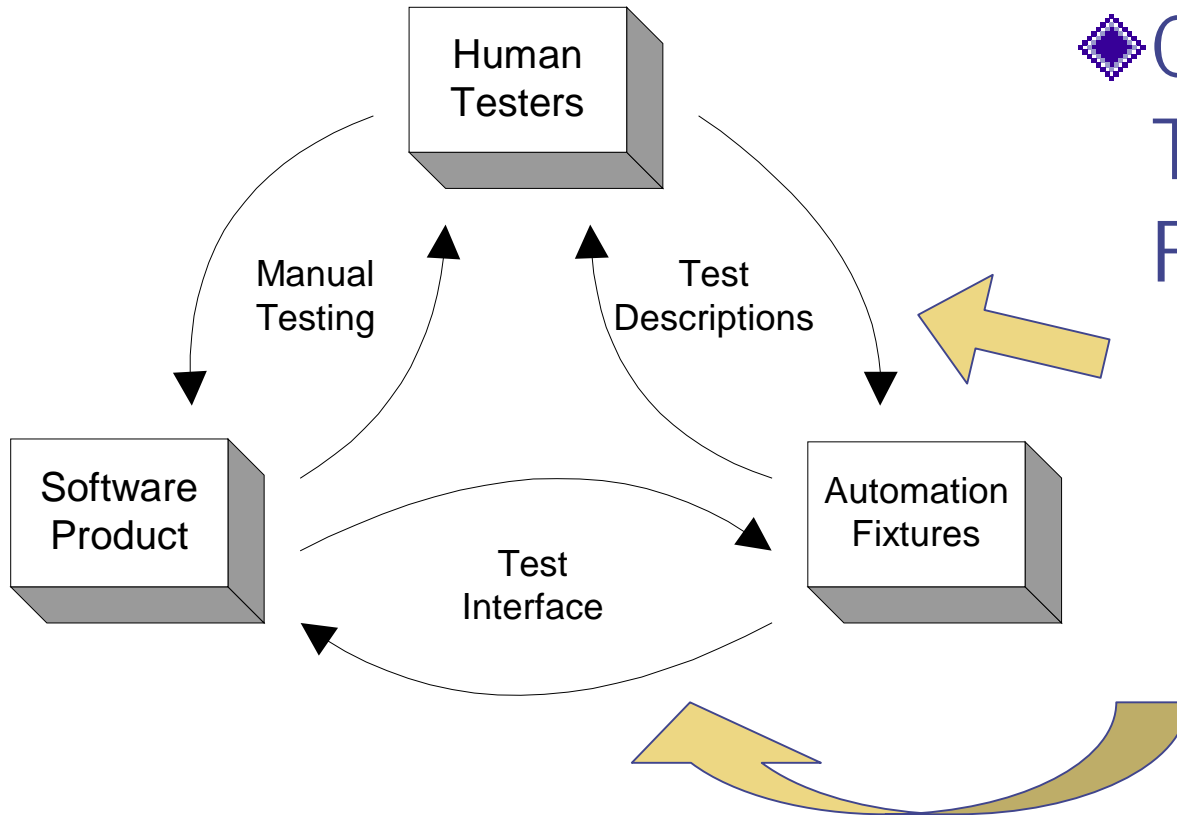 Human
Testers
Manual
Testing
Test
Descriptions
Software
Product
Automation
Fixtures
Test
Interface